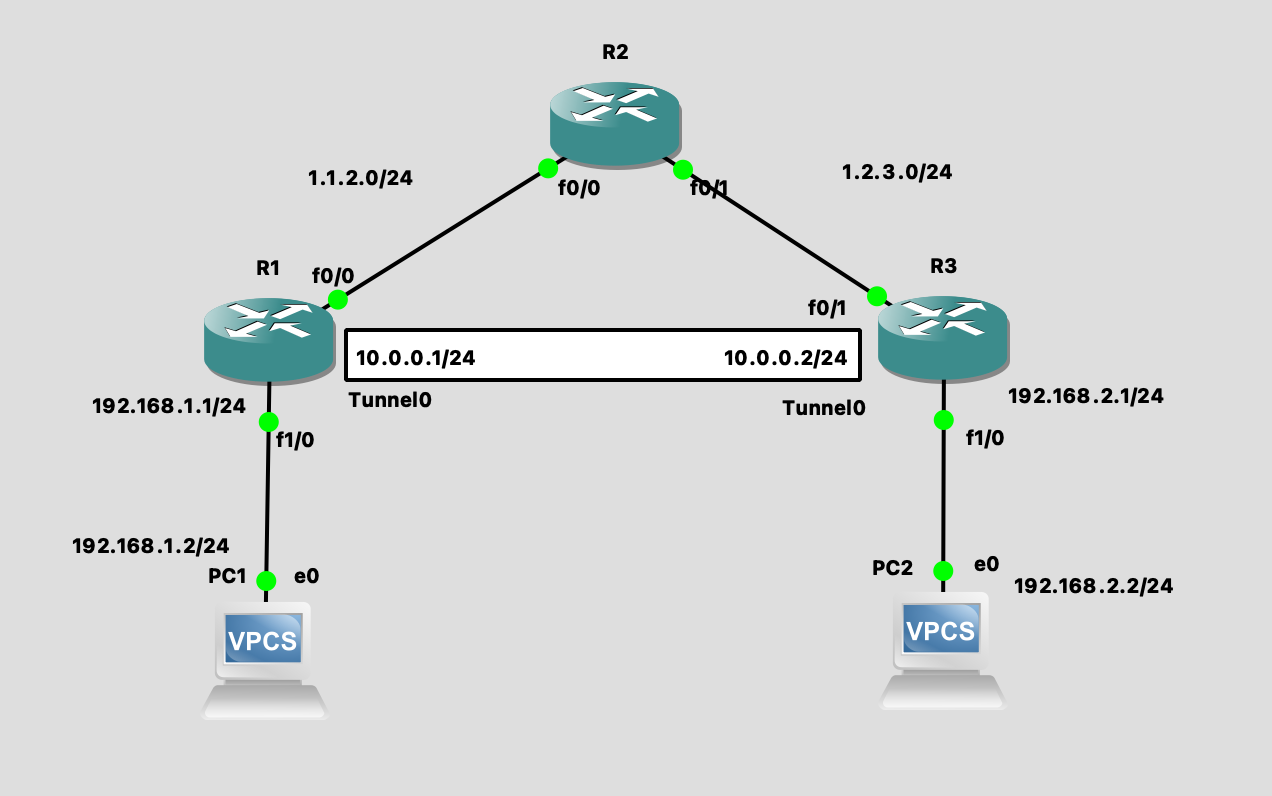 R2
1.1.2.0/24
1.2.3.0/24
f0/0
f0/1
R1
R3
f0/0
f0/1
10.0.0.1/24
10.0.0.2/24
Tunnel0
Tunnel0
192.168.1.1/24
192.168.2.1/24
f1/0
f1/0
192.168.1.2/24
PC1
e0
PC2
e0
192.168.2.2/24
VPCS
VPCS